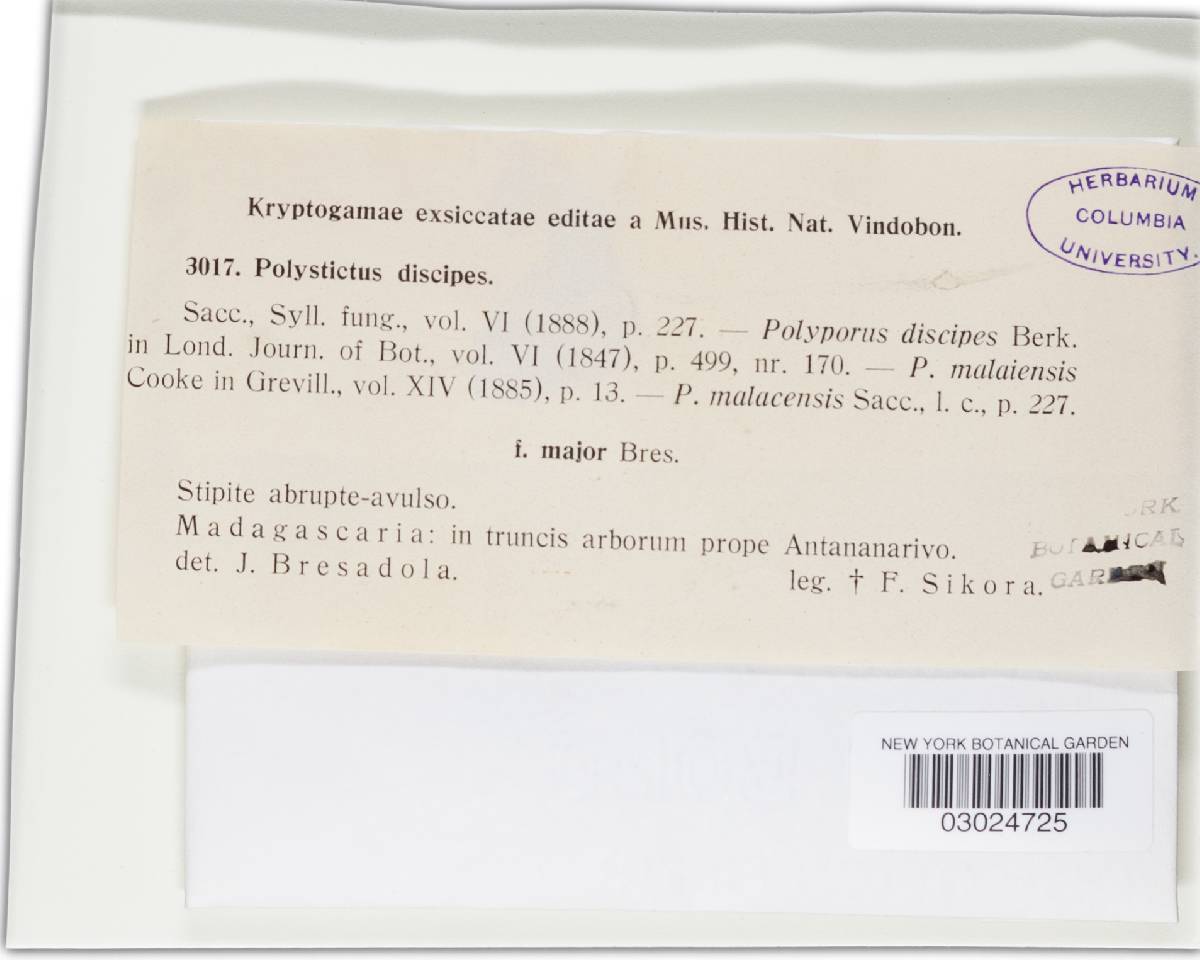 HERBARIUM
COLUMBIA
UNIVERSITY.
Kryptogamae exsiccatae editae a Mus. Hist. Nat. Vindobon.
3017. Polystictus discipes.
Sacc., Syll. fung., vol. VI (1888), p. 227. — Polyporus discipes Berk.
in Lond. Journ. of Bot., vol. VI (1847), p. 499, nr. 170. — P. malaiensis
Cooke in Grevill., vol. XIV (1885), p. 13. — P. malacensis Sacc., l. c., p. 227.
f. major Bres.
Stipite abrupte-avulso.
Madagascaria: in truncis arborum prope Antananarivo.
det. J. Bresadola.
leg. † F. Sikora.
BOTANICAL
GARDEN
NEW YORK BOTANICAL GARDEN
03024725